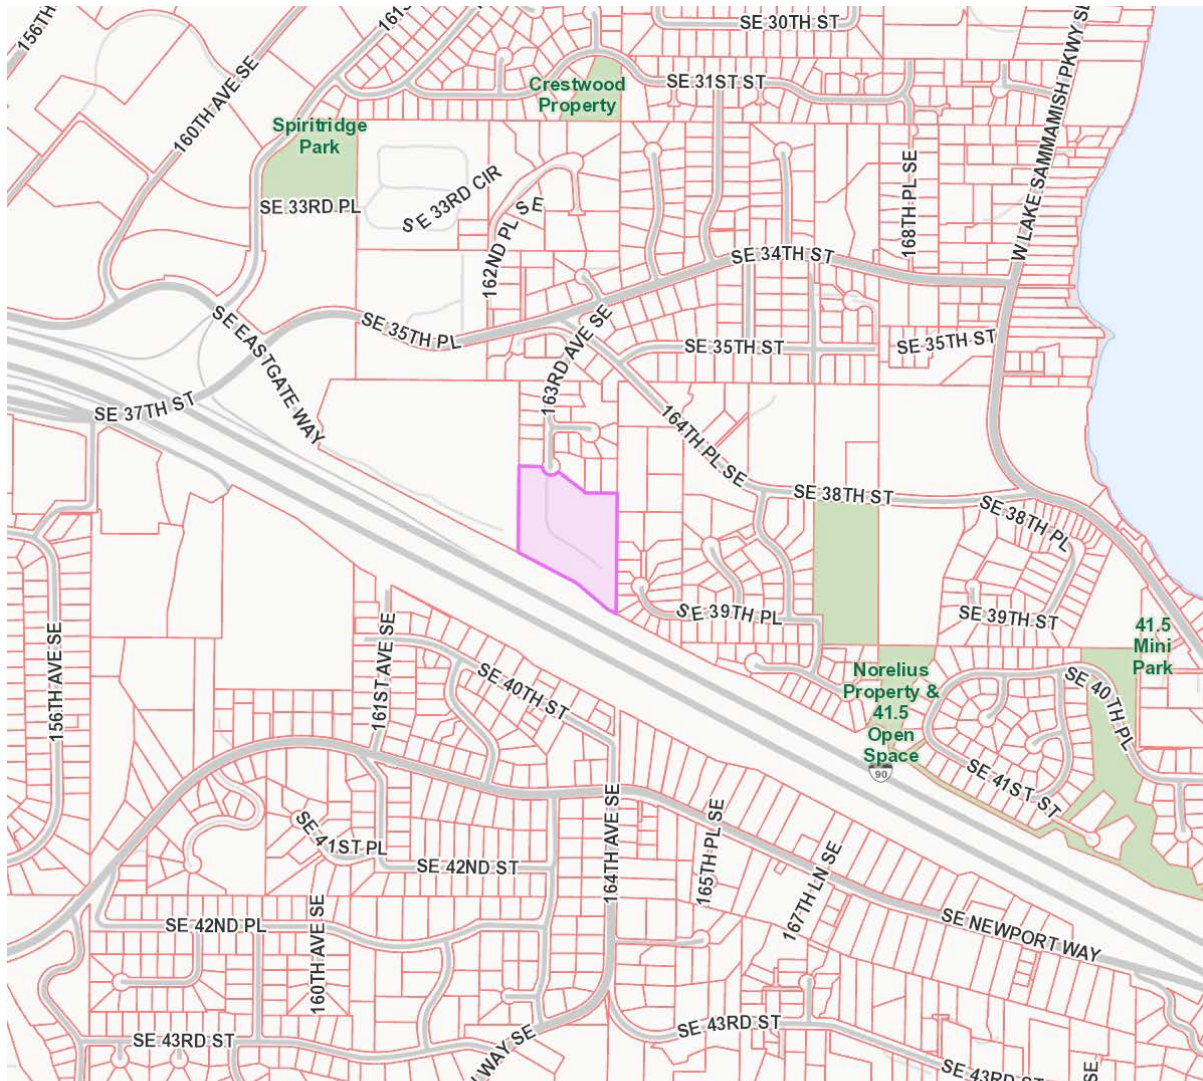 156TH
161S
SE 30TH ST
160TH AVE SE
Crestwood
Property
SE 31ST ST
W LAKE SAMMAMISH PKWY SE
Spiritridge
Park
SE 33RD PL
SE 33RD CIR
162ND PL SE
168TH PL SE
SE 34TH ST
SE EASTGATE WAY
SE 35TH PL
163RD AVE SE
SE 35TH ST
SE 35TH ST
SE 37TH ST
164TH PL SE
SE 38TH ST
SE 38TH PL
SE 39TH PL
SE 39TH ST
41.5
Mini
Park
156TH AVE SE
161ST AVE SE
SE 40TH ST
Norelius
Property &
41.5
Open
Space
90
SE 40TH PL
SE 41ST ST
SE 41ST PL
SE 42ND ST
164TH AVE SE
165TH PL SE
167TH LN SE
SE NEWPORT WAY
SE 42ND PL
160TH AVE SE
SE 43RD ST
WAY SE
SE 43RD ST
SE 43RD ST
SE